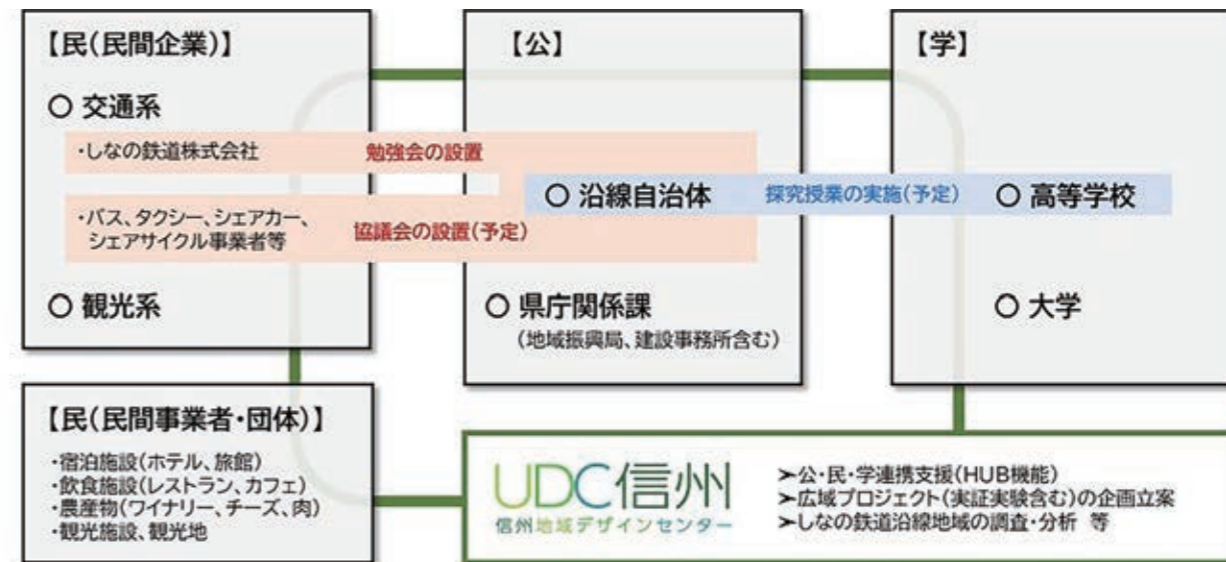 【民(民間企業)】
○ 交通系
・しなの鉄道株式会社
勉強会の設置
・バス、タクシー、シェアカー、
シェアサイクル事業者等
協議会の設置(予定)
○ 観光系
【公】
○ 沿線自治体
探究授業の実施(予定)
○ 県庁関係課
(地域振興局、建設事務所含む)
【学】
○ 高等学校
○ 大学
【民(民間事業者・団体)】
・宿泊施設(ホテル、旅館)
・飲食施設(レストラン、カフェ)
・農産物(ワイナリー、チーズ、肉)
・観光施設、観光地
UDC信州
信州地域デザインセンター
➢公・民・学連携支援(HUB機能)
➢広域プロジェクト(実証実験含む)の企画立案
➢しなの鉄道沿線地域の調査・分析 等